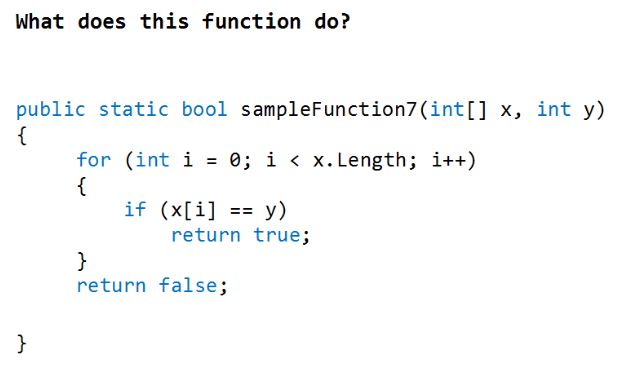 What does this function do?
public static bool sampleFunction7(int[] x, int y)
{
for (int i = 0; i < x.Length; i++)
{
if (x[i] == y)
return true;
}
return false;
}